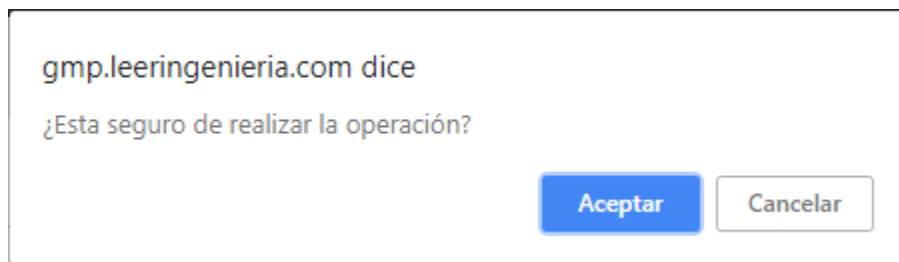 gmp.leeringenieria.com dice
¿Esta seguro de realizar la operación?
Aceptar Cancelar